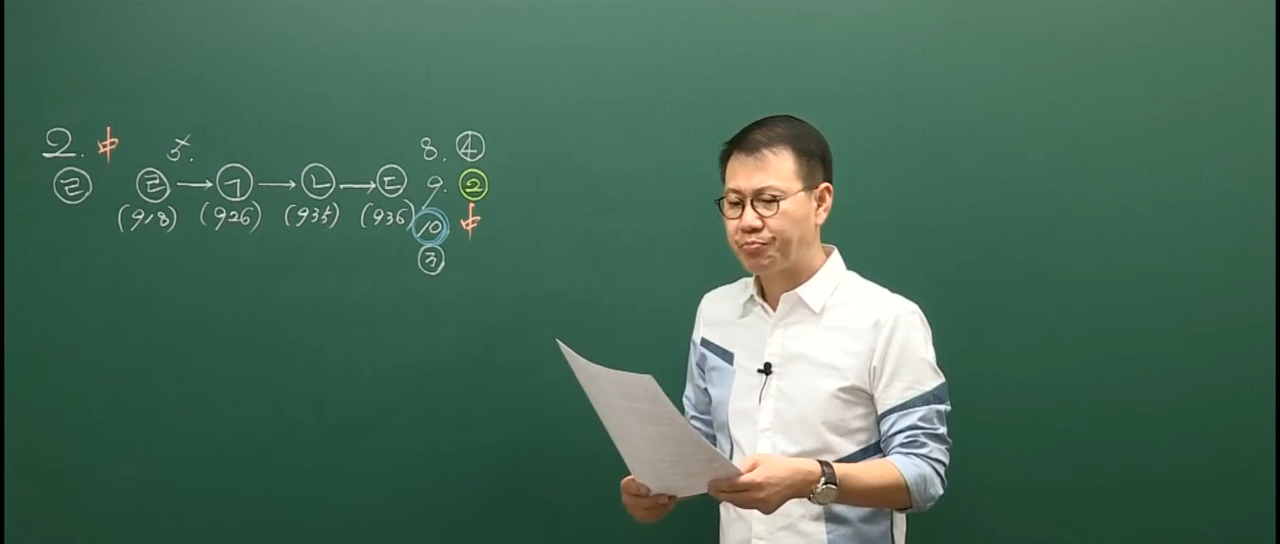 2. 中
㉣
5.
㉣ → ㉠ → ㉡ → ㉢
(918) (926) (935) (936)
8. ④
9. ②
10 中
③